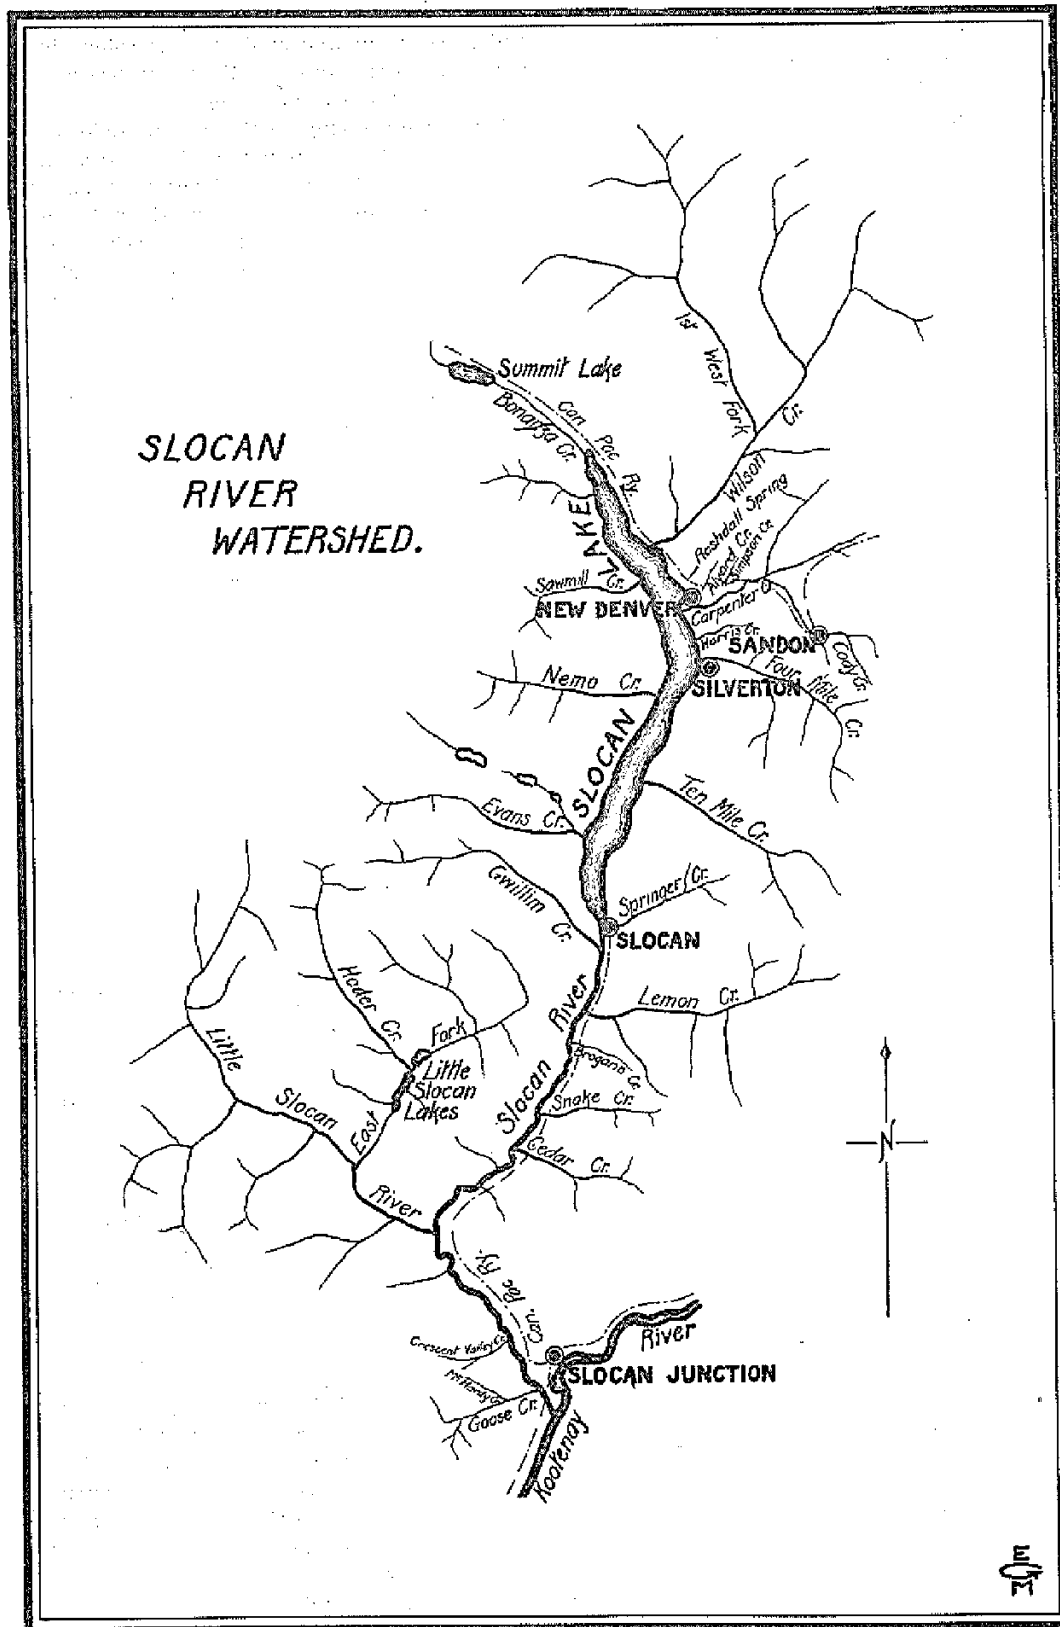 SLOCAN
RIVER
WATERSHED.
Summit Lake
Bonanza Cr.
Can Pac Ry.
1st West Fork
Wilson Cr.
LAKE
Rashdall Spring
Alvord Cr.
Simpson Cr.
Sawmill Cr.
NEW DENVER
Carpenter
Harris Cr.
SANDON
Cody Cr.
Four Mile Cr.
SILVERTON
Nemo Cr.
SLOCAN
Ten Mile Cr.
Evans Cr.
Gwillim Cr.
Springer Cr.
SLOCAN
Hoder Cr.
Lemon Cr.
Slocan River
Fork
Little
Slocan
Lakes
East
Brogans Cr.
Snake Cr.
Cedar Cr.
Little Slocan River
N
Can. Pac Ry.
Crescent Valley Cr.
River
SLOCAN JUNCTION
Goose Cr.
Kootenay
E
G
M